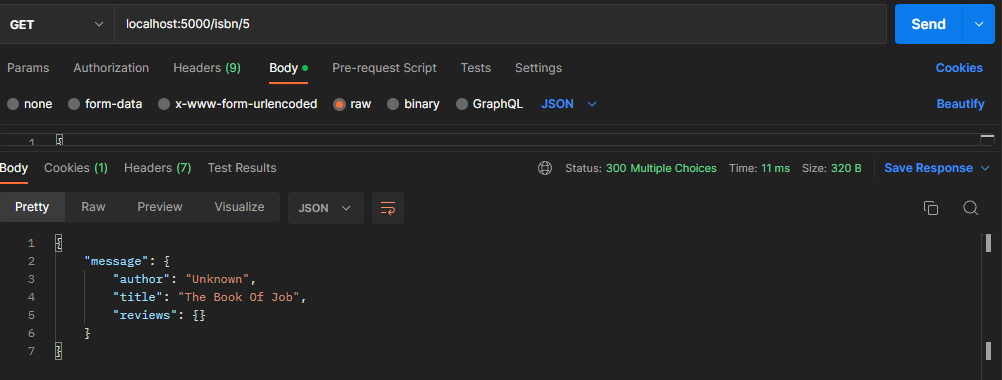 GET localhost:5000/isbn/5 Send
Params Authorization Headers (9) Body Pre-request Script Tests Settings Cookies
none form-data x-www-form-urlencoded raw binary GraphQL JSON Beautify
1 {
Body Cookies (1) Headers (7) Test Results Status: 300 Multiple Choices Time: 11 ms Size: 320 B Save Response
Pretty Raw Preview Visualize JSON
1 {
2 "message": {
3 "author": "Unknown",
4 "title": "The Book Of Job",
5 "reviews": {}
6 }
7 }